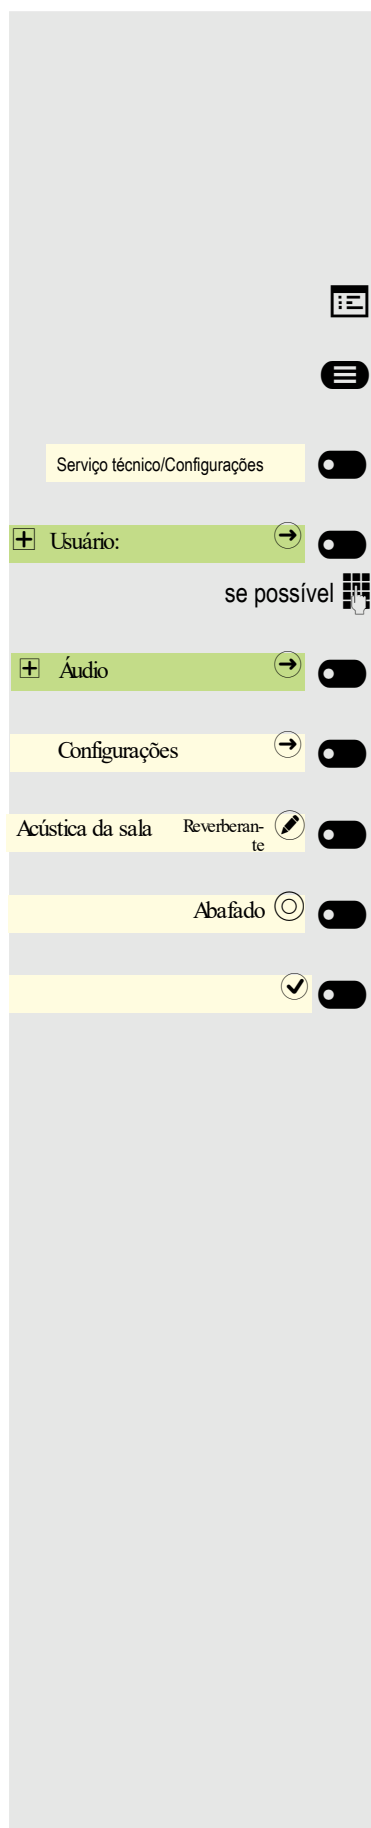 Serviço técnico/Configurações
Usuário:
se possível
Áudio
Configurações
Acústica da sala Reverberan-
te
Abafado